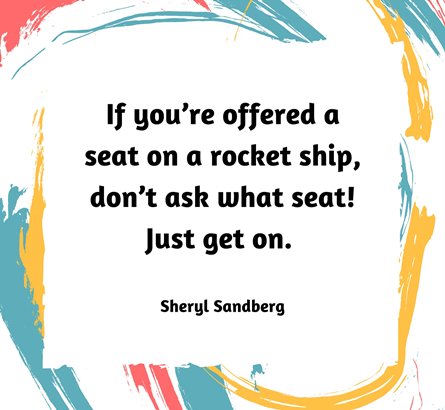 If you’re offered a
seat on a rocket ship,
don’t ask what seat!
Just get on.
Sheryl Sandberg